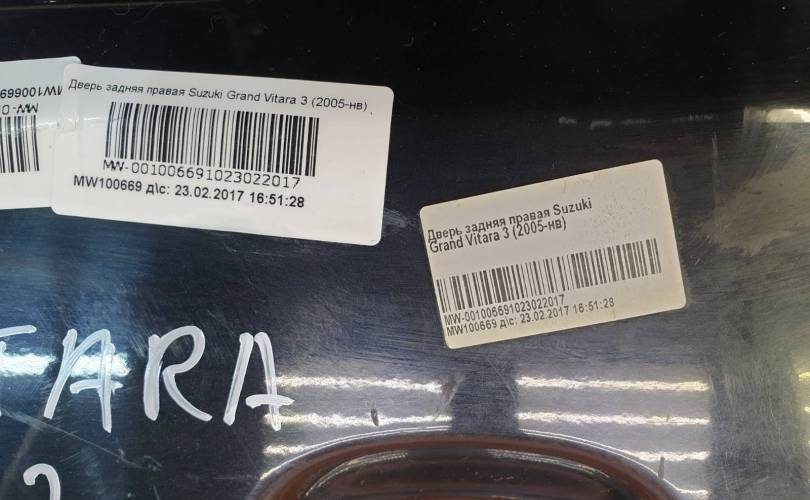 MW100669
MW-0
Дверь задняя правая Suzuki Grand Vitara 3 (2005-нв)
MW-001006691023022017
MW100669 д\с: 23.02.2017 16:51:28
Дверь задняя правая Suzuki
Grand Vitara 3 (2005-нв)
MW-001006691023022017
MW100669 д\с: 23.02.2017 16:51:28
TARA